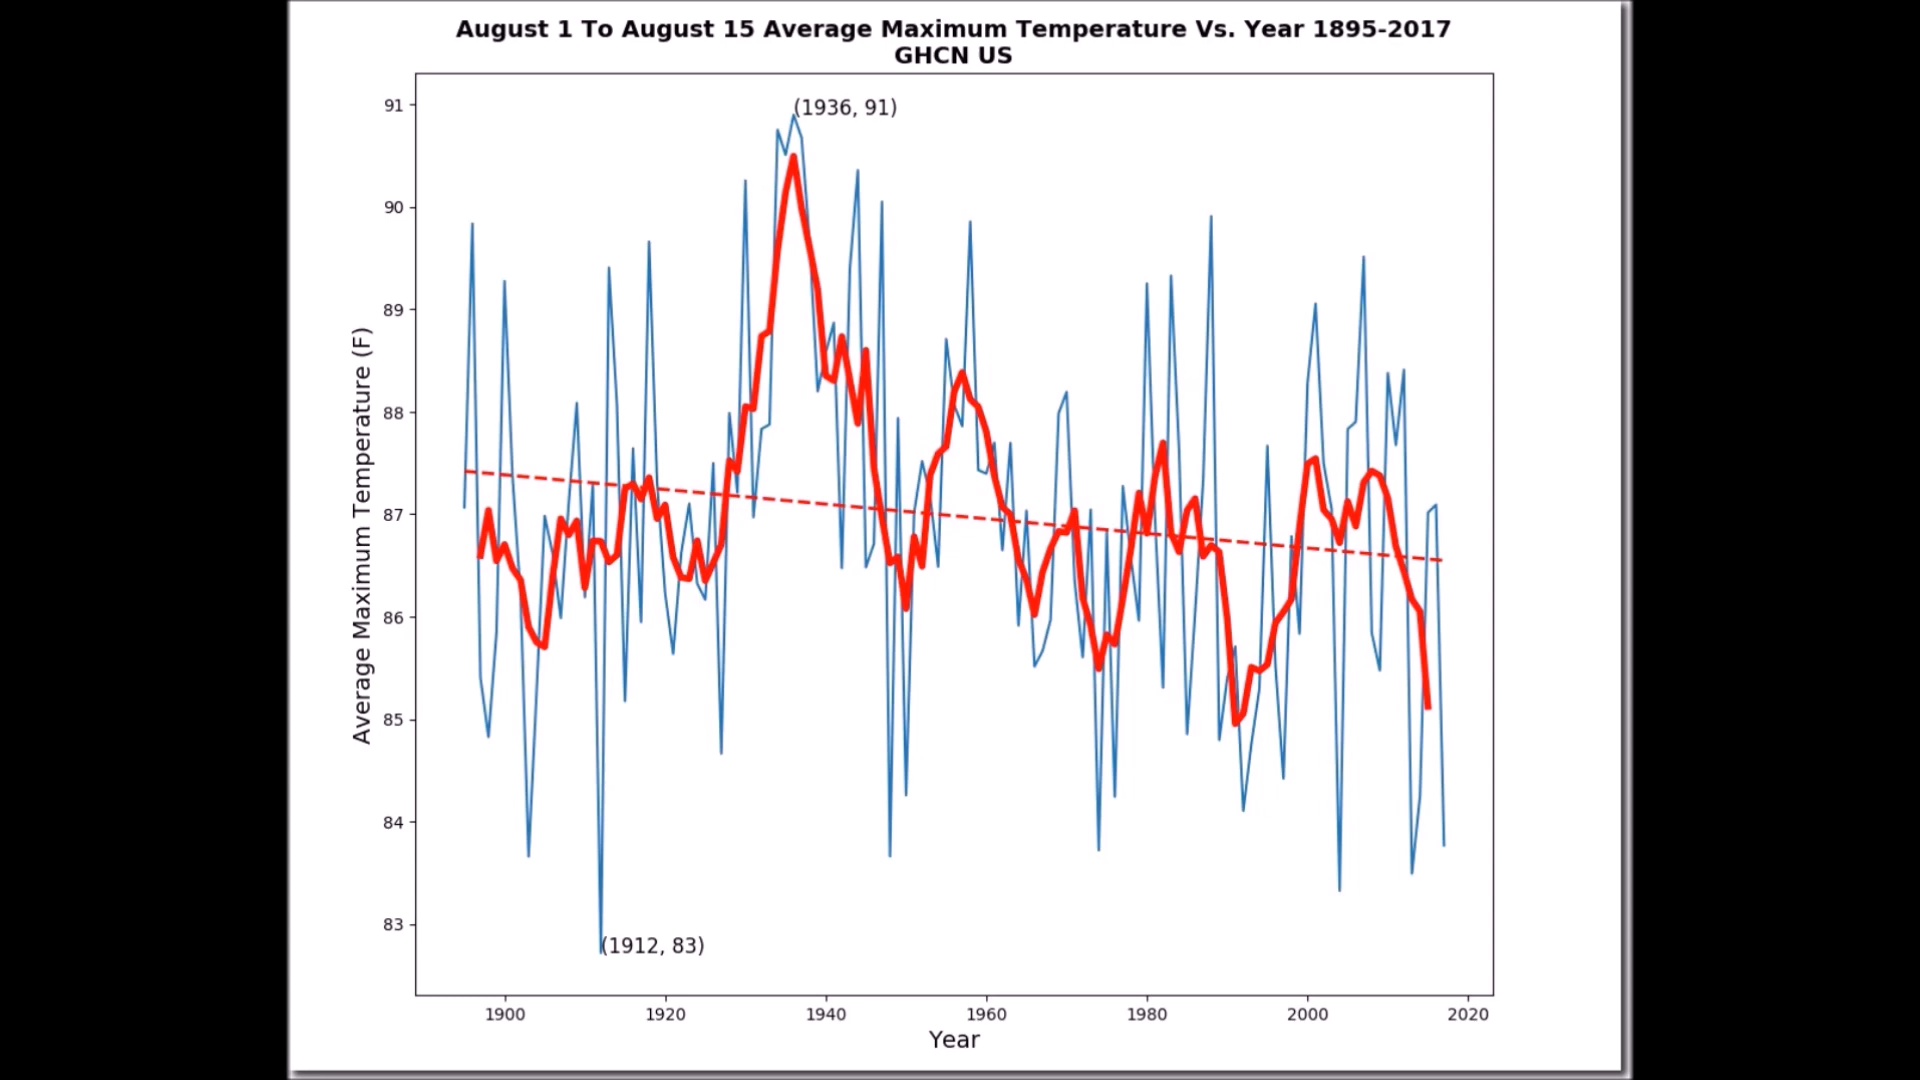 August 1 To August 15 Average Maximum Temperature Vs. Year 1895-2017
GHCN US
(1936, 91)
91
90
89
88
87
86
85
84
83
Average Maximum Temperature (F)
(1912, 83)
1900 1920 1940 1960 1980 2000 2020
Year